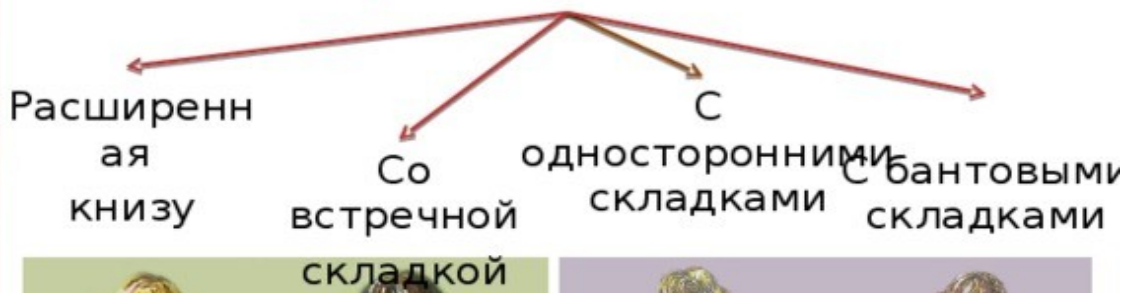 Расширенн
ая
книзу
Со
встречной
складкой
С
односторонними
складками
С бантовыми
складками